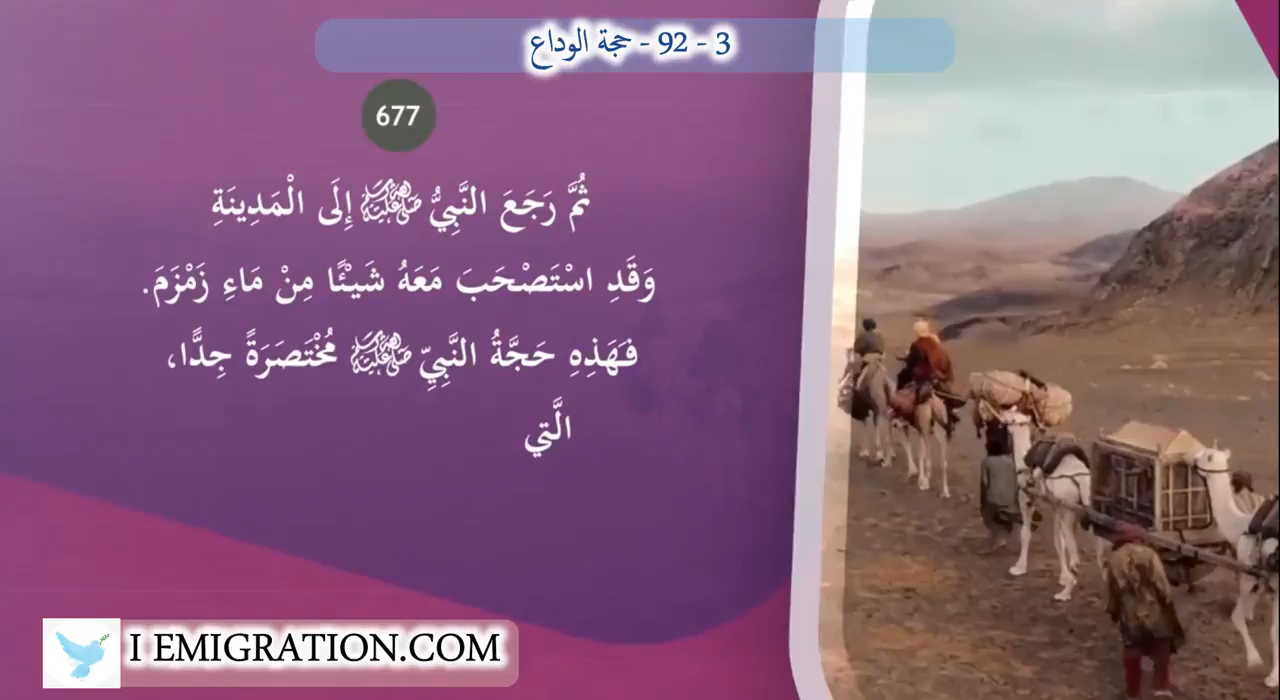 3 - 92 - حجة الوداع
677
ثُمَّ رَجَعَ النَّبِيُّ ﷺ إِلَى الْمَدِينَةِ
وَقَدِ اسْتَصْحَبَ مَعَهُ شَيْئًا مِنْ مَاءِ زَمْزَمَ.
فَهَذِهِ حَجَّةُ النَّبِيِّ ﷺ مُخْتَصَرَةً جِدًّا،
الَّتِي
I EMIGRATION.COM